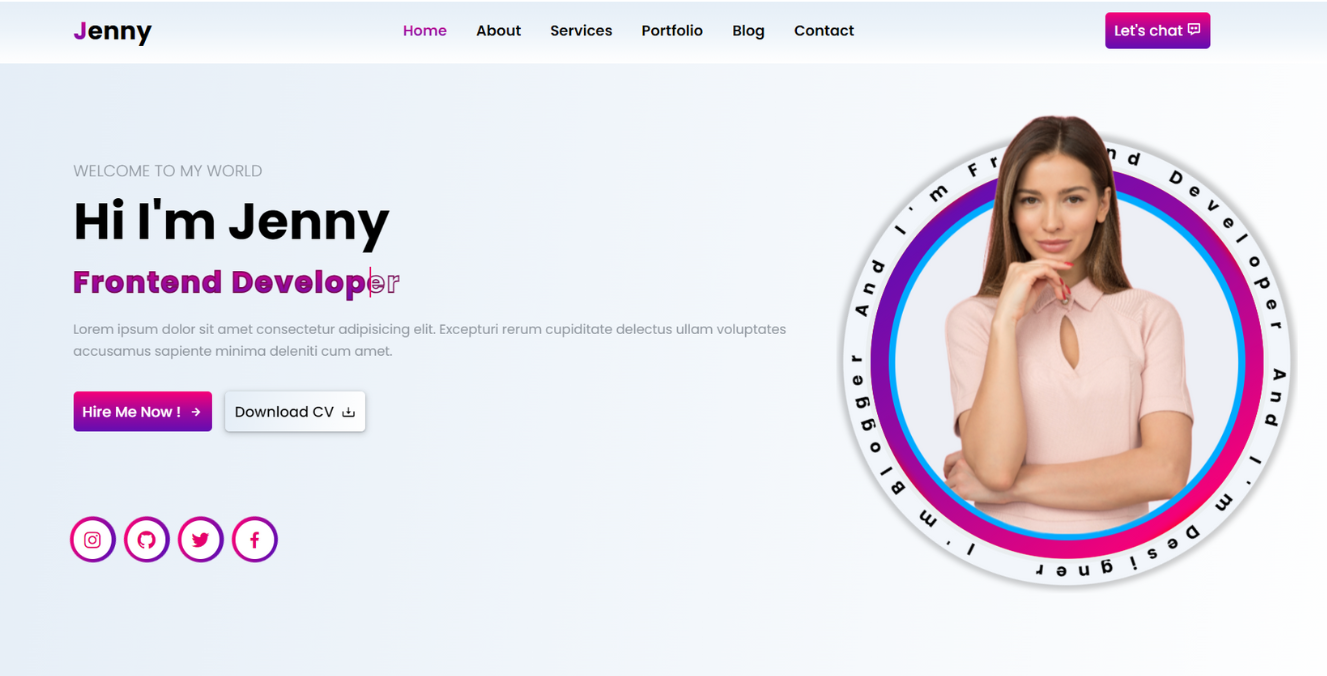 Jenny
Home About Services Portfolio Blog Contact
Let's chat
WELCOME TO MY WORLD
Hi I'm Jenny
Frontend Developer
Lorem ipsum dolor sit amet consectetur adipisicing elit. Excepturi rerum cupiditate delectus ullam voluptates
accusamus sapiente minima deleniti cum amet.
Hire Me Now !
Download CV
And I'm Fr nd Developer And I'm Designer I'm Blogger